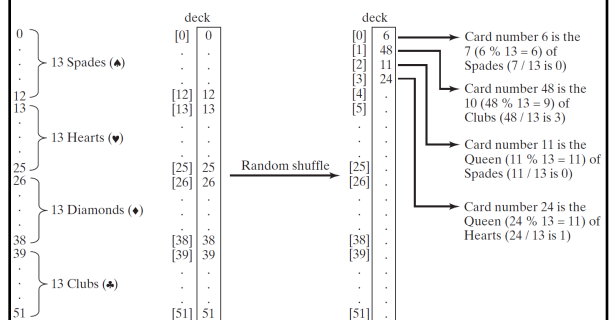 deck
deck
0
12
13 Spades (♠)
13
25
13 Hearts (♥)
26
38
13 Diamonds (♦)
39
51
13 Clubs (♣)
[0] 0
[12] 12
[13] 13
[25] 25
[26] 26
[38] 38
[39] 39
[51] 51
Random shuffle
[0] 6
[1] 48
[2] 11
[3] 24
[4]
[5]
[25]
[26]
[38]
[39]
[51]
Card number 6 is the
7 (6 % 13 = 6) of
Spades (7 / 13 is 0)
Card number 48 is the
10 (48 % 13 = 9) of
Clubs (48 / 13 is 3)
Card number 11 is the
Queen (11 % 13 = 11) of
Spades (11 / 13 is 0)
Card number 24 is the
Queen (24 % 13 = 11) of
Hearts (24 / 13 is 1)